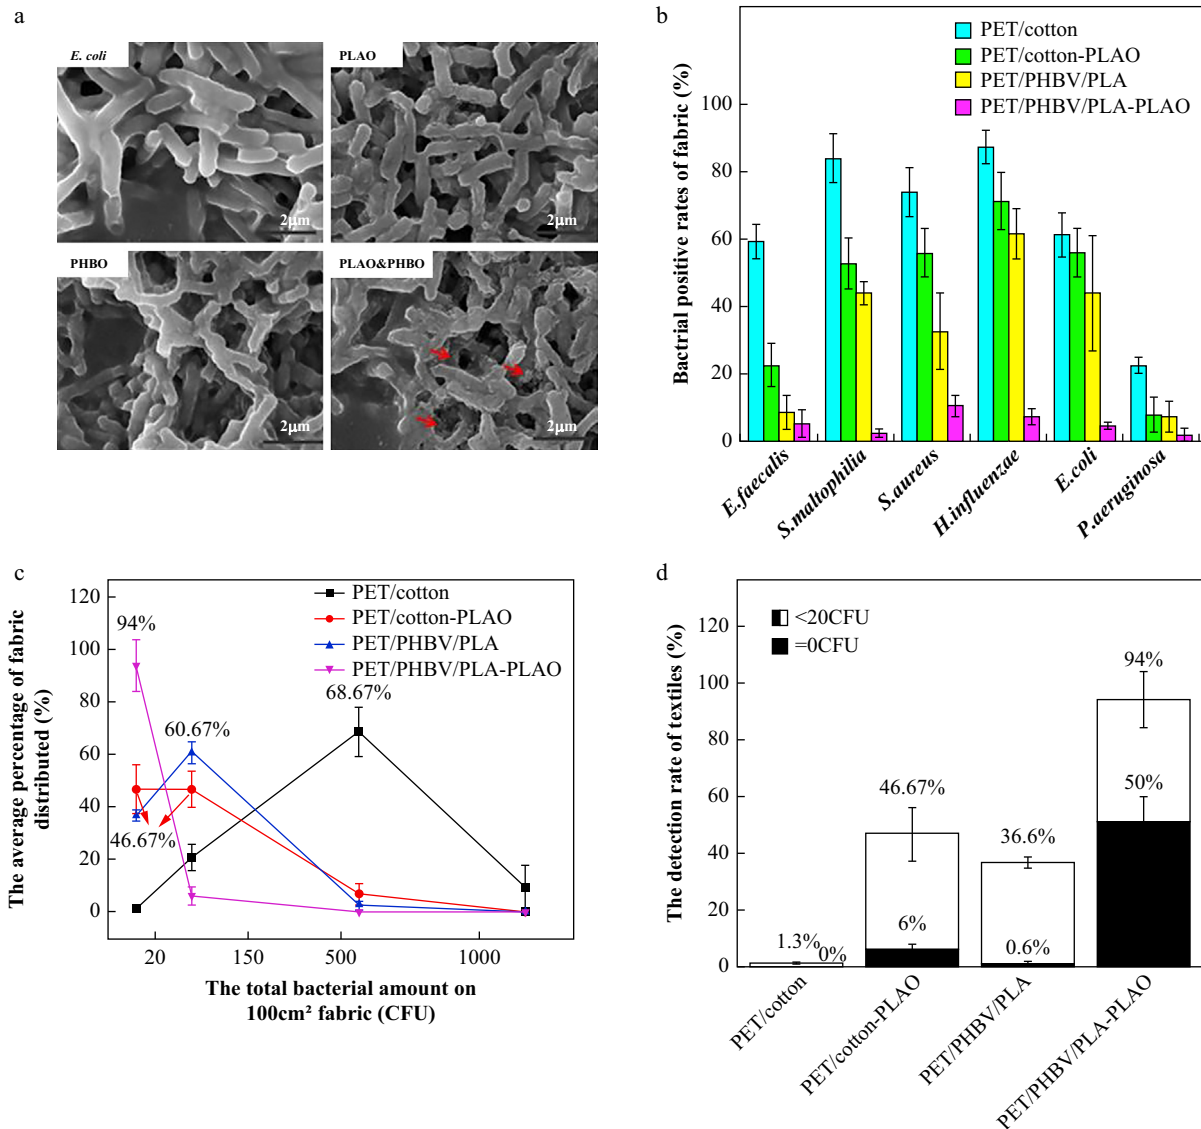 a
E. coli
PLAO
2μm
2μm
PHBO
PLAO&PHBO
2μm
2μm
b
PET/cotton
PET/cotton-PLAO
PET/PHBV/PLA
PET/PHBV/PLA-PLAO
Bactrial positive rates of fabric (%)
100
80
60
40
20
0
E.faecalis
S.maltophilia
S.aureus
H.influenzae
E.coli
P.aeruginosa
c
PET/cotton
PET/cotton-PLAO
PET/PHBV/PLA
PET/PHBV/PLA-PLAO
The average percentage of fabric
distributed (%)
120
100
80
60
40
20
0
94%
68.67%
60.67%
46.67%
20
150
500
1000
The total bacterial amount on
100cm² fabric (CFU)
d
<20CFU
=0CFU
The detection rate of textiles (%)
120
100
80
60
40
20
0
1.3%
0%
46.67%
6%
36.6%
0.6%
94%
50%
PET/cotton
PET/cotton-PLAO
PET/PHBV/PLA
PET/PHBV/PLA-PLAO